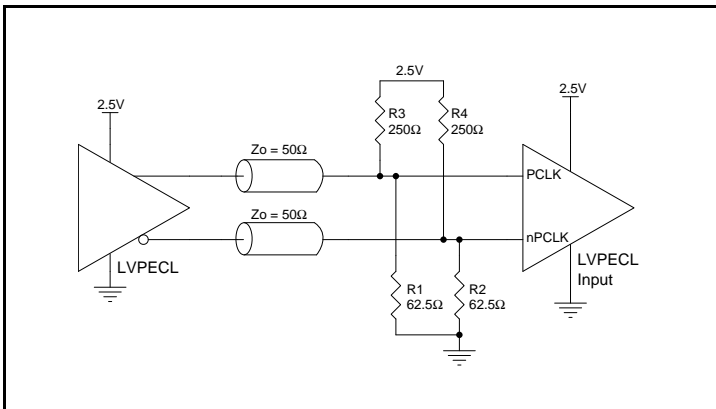 2.5V
2.5V
2.5V
R3
250Ω
R4
250Ω
Zo = 50Ω
PCLK
Zo = 50Ω
nPCLK
LVPECL
LVPECL
Input
R1
62.5Ω
R2
62.5Ω